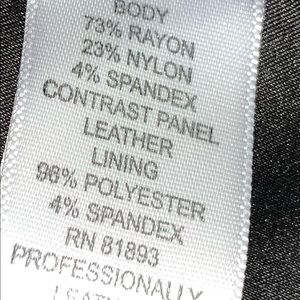 BODY
73% RAYON
23% NYLON
4% SPANDEX
CONTRAST PANEL
LEATHER
LINING
96% POLYESTER
4% SPANDEX
RN 81893
PROFESSIONALLY